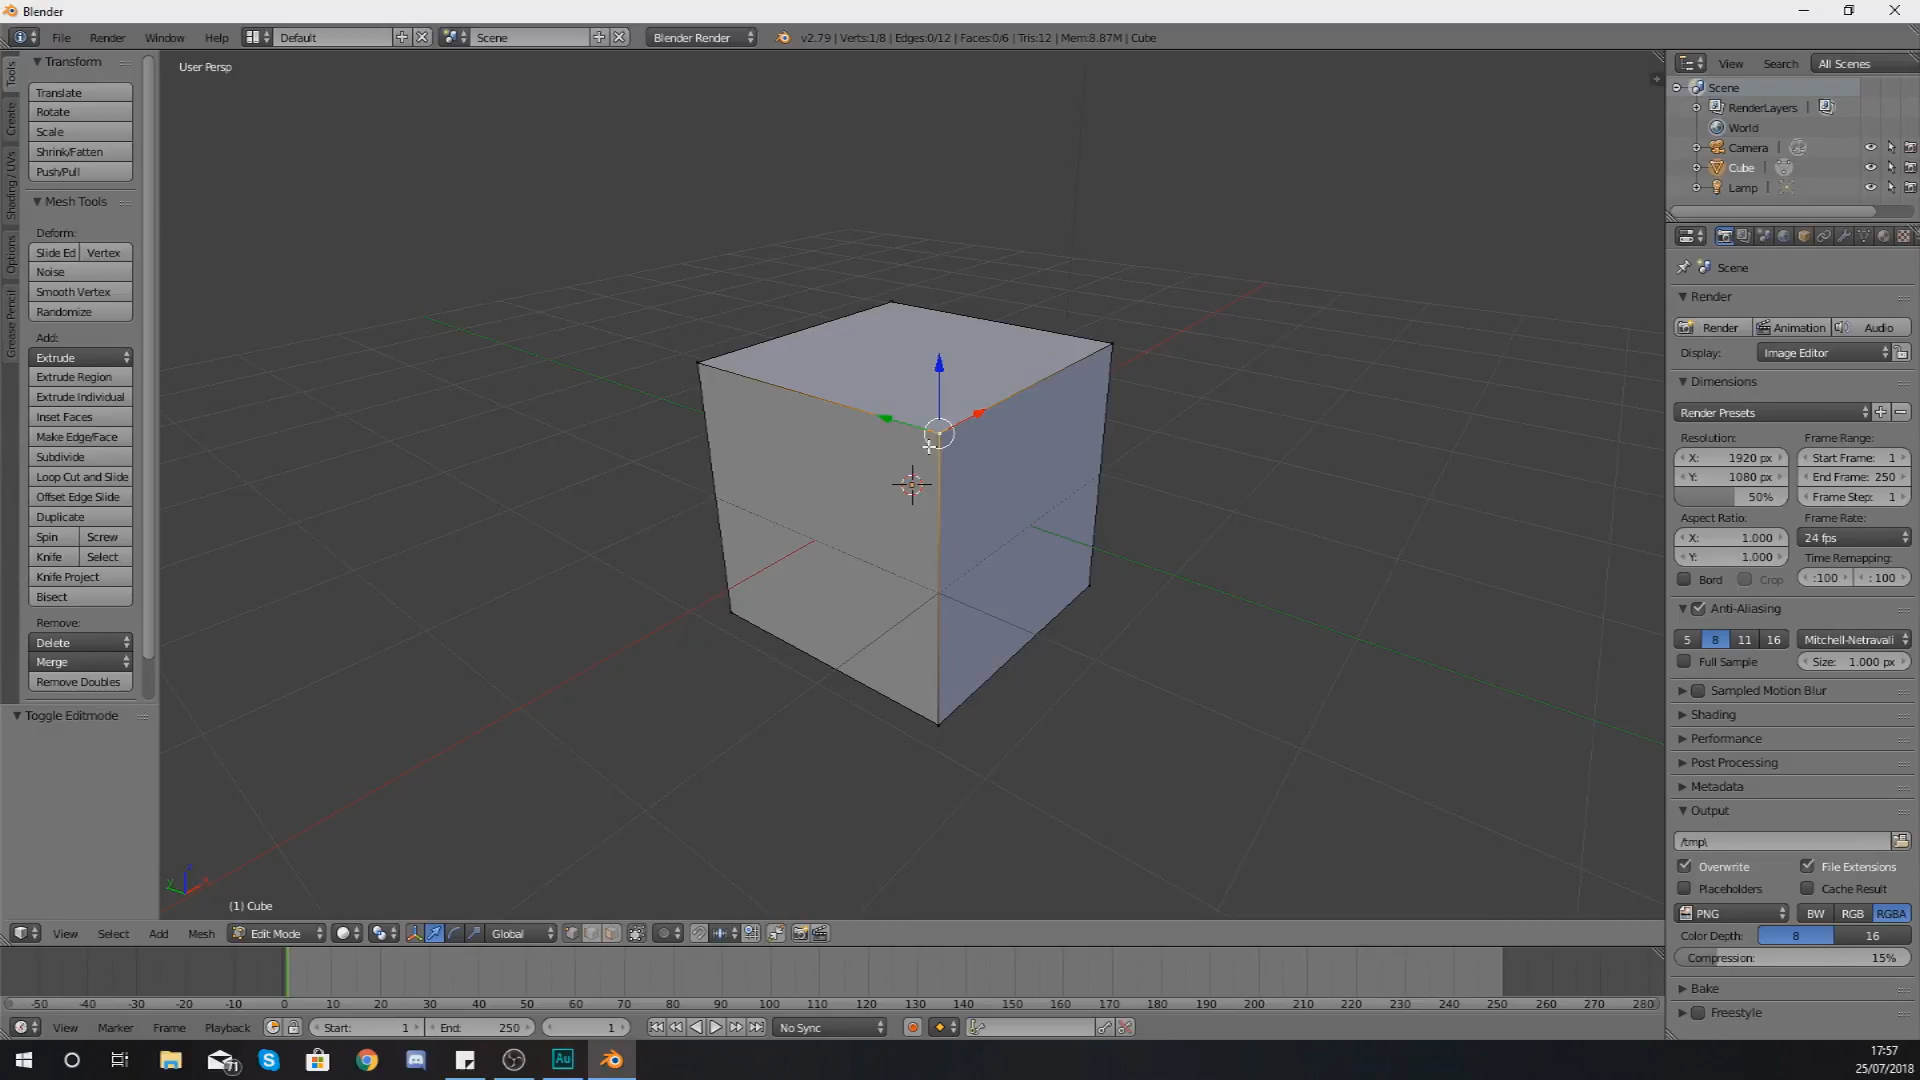 Blender
File Render Window Help Default Scene Blender Render v2.79 | Verts:1/8 | Edges:0/12 | Faces:0/6 | Tris:12 | Mem:8.87M | Cube
Tools
Create
Shading / UVs
Options
Grease Pencil
Transform
Translate
Rotate
Scale
Shrink/Fatten
Push/Pull
Mesh Tools
Deform:
Slide Ed Vertex
Noise
Smooth Vertex
Randomize
Add:
Extrude
Extrude Region
Extrude Individual
Inset Faces
Make Edge/Face
Subdivide
Loop Cut and Slide
Offset Edge Slide
Duplicate
Spin Screw
Knife Select
Knife Project
Bisect
Remove:
Delete
Merge
Remove Doubles
Toggle Editmode
User Persp
(1) Cube
View Search All Scenes
Scene
RenderLayers
World
Camera
Cube
Lamp
Scene
Render
Render Animation Audio
Display: Image Editor
Dimensions
Render Presets
Resolution: Frame Range:
X: 1920 px Start Frame: 1
Y: 1080 px End Frame: 250
50% Frame Step: 1
Aspect Ratio: Frame Rate:
X: 1.000 24 fps
Y: 1.000 Time Remapping:
Bord Crop :100 :100
Anti-Aliasing
5 8 11 16 Mitchell-Netravali
Full Sample Size: 1.000 px
Sampled Motion Blur
Shading
Performance
Post Processing
Metadata
Output
/tmp\
Overwrite File Extensions
Placeholders Cache Result
PNG BW RGB RGBA
Color Depth: 8 16
Compression: 15%
Bake
Freestyle
View Select Add Mesh Edit Mode Global
-50 -40 -30 -20 -10 0 10 20 30 40 50 60 70 80 90 100 110 120 130 140 150 160 170 180 190 200 210 220 230 240 250 260 270 280
View Marker Frame Playback Start: 1 End: 250 1 No Sync
71 Au
17:57
25/07/2018